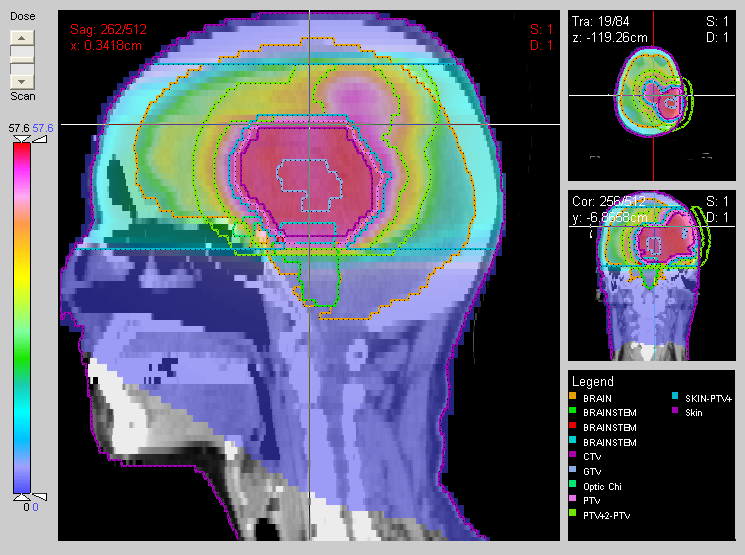 Dose
Scan
57.6 57.6
0 0
Sag: 262/512
x: 0.3418cm
S: 1
D: 1
Tra: 19/84
z: -119.26cm
S: 1
D: 1
Cor: 256/512
y: -6.8658cm
S: 1
D: 1
Legend
BRAIN
BRAINSTEM
BRAINSTEM
BRAINSTEM
CTv
GTv
Optic Chi
PTv
PTV+2-PTv
SKIN-PTV+
Skin